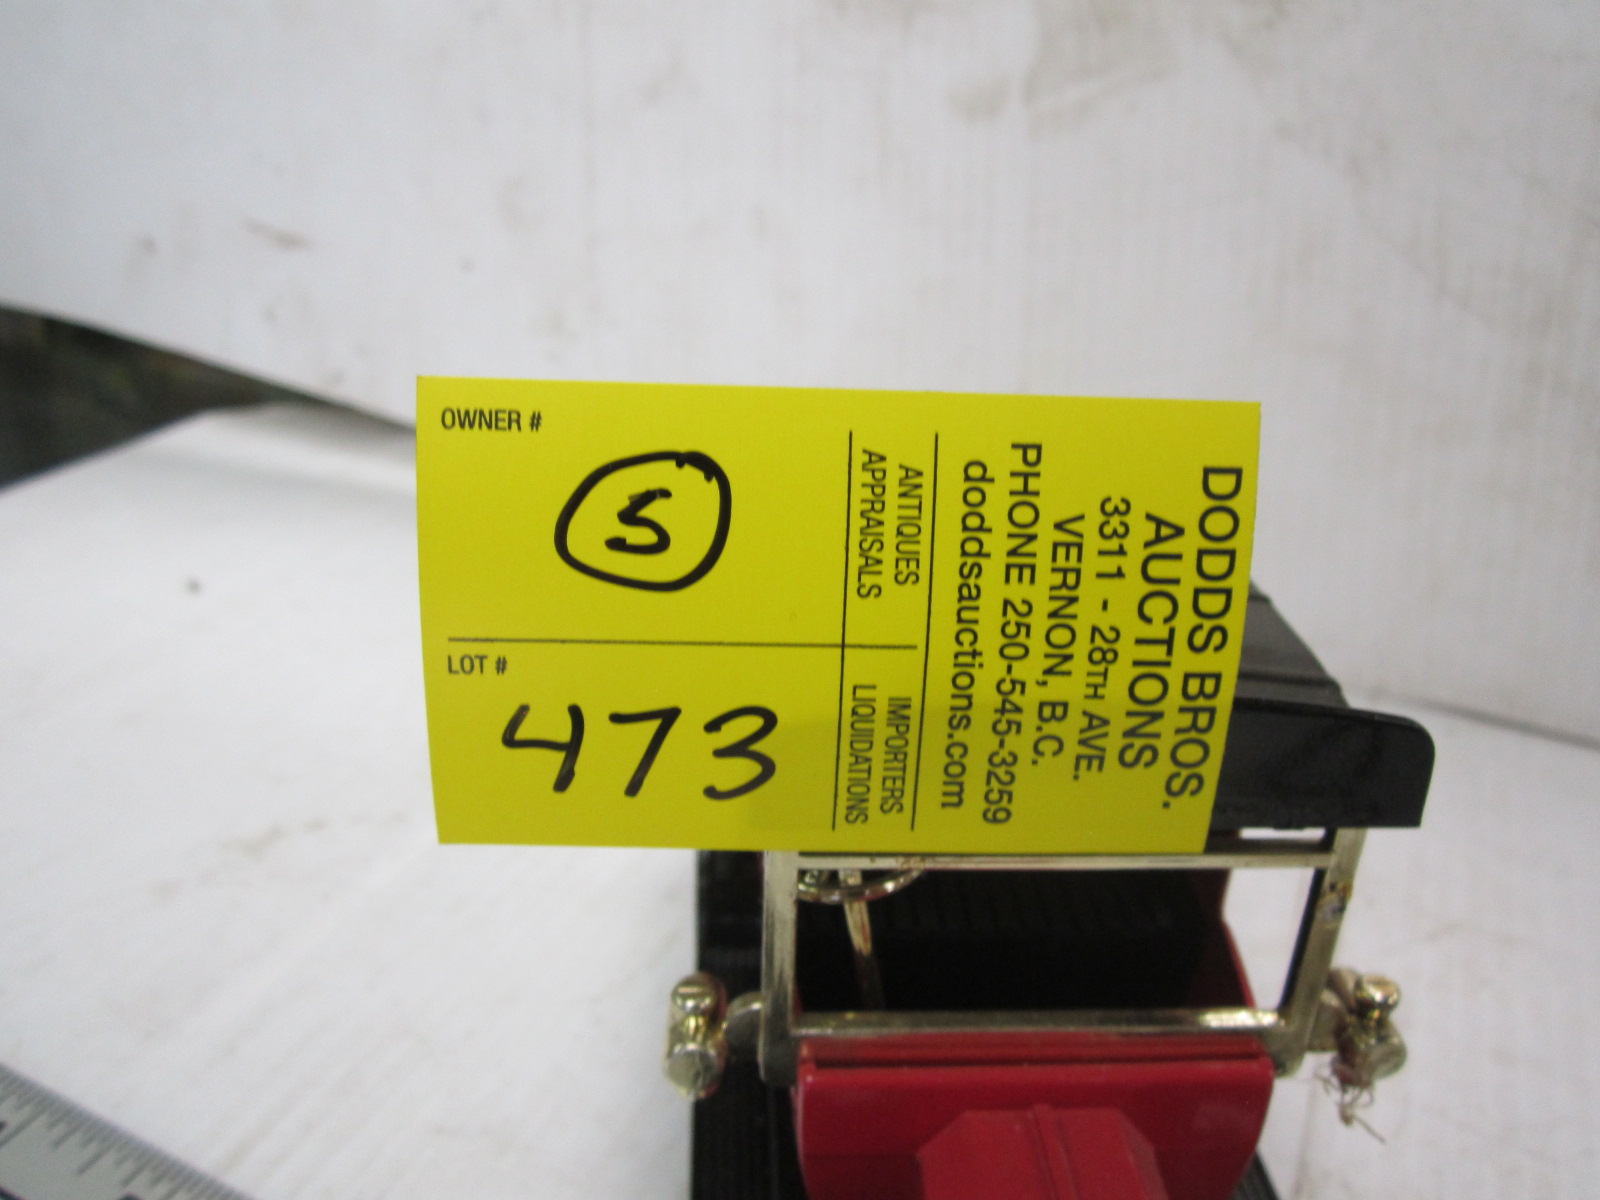 OWNER #
5
LOT #
473
DODDS BROS.
AUCTIONS
3311 - 28TH AVE.
VERNON, B.C.
PHONE 250-545-3259
doddsauctions.com
ANTIQUES
APPRAISALS
IMPORTERS
LIQUIDATIONS